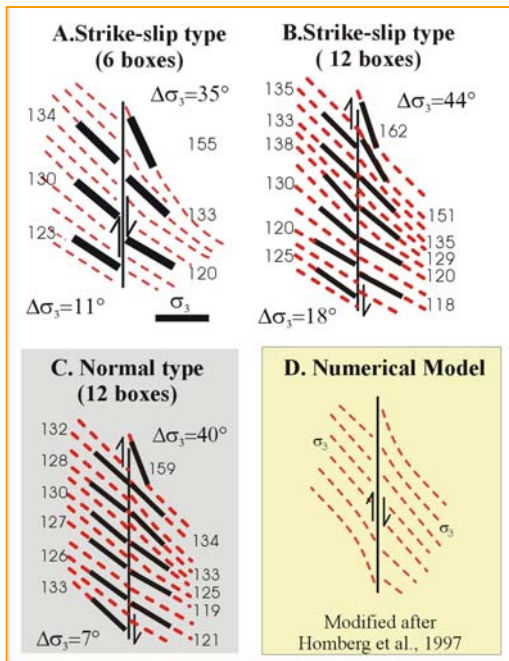 A.Strike-slip type
(6 boxes)
Δσ3=35°
134
155
130
133
123
120
Δσ3=11°
σ3
B.Strike-slip type
( 12 boxes)
Δσ3=44°
135
133
162
138
130
151
135
120
129
125
120
118
Δσ3=18°
C. Normal type
(12 boxes)
132
Δσ3=40°
128
159
130
127
134
126
133
133
125
119
121
Δσ3=7°
D. Numerical Model
σ3
σ3
Modified after
Homberg et al., 1997